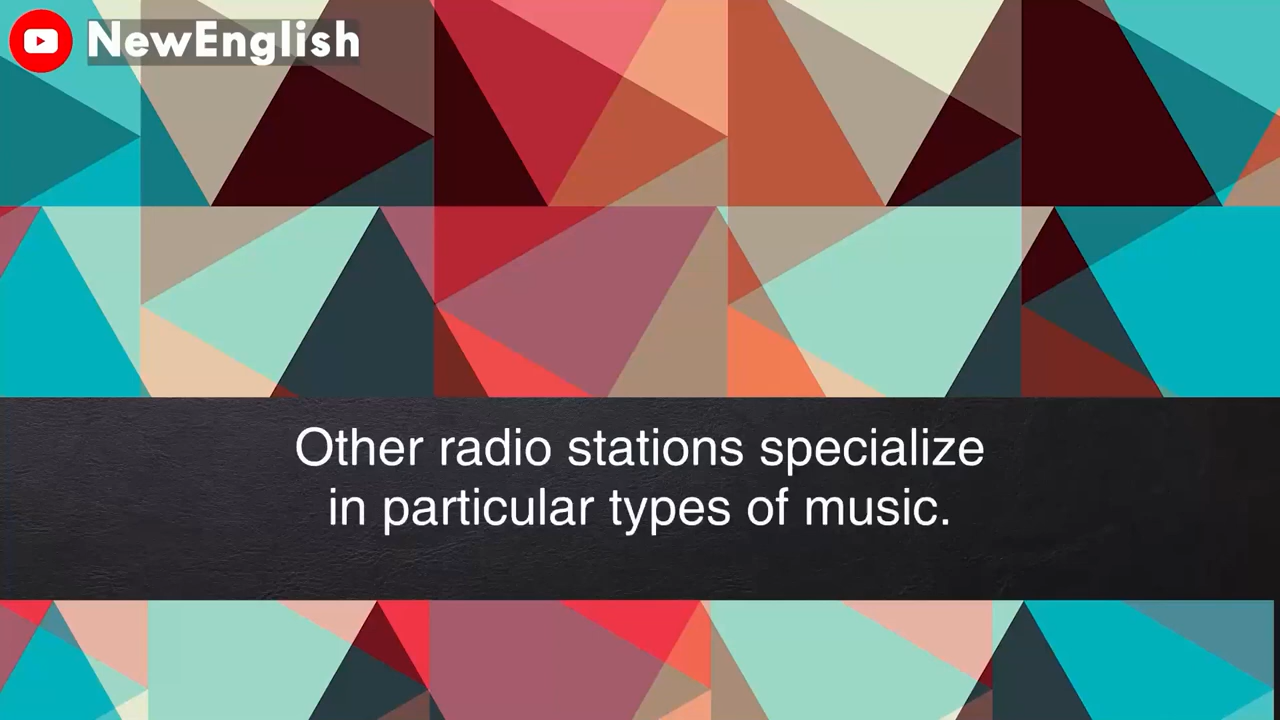 NewEnglish
Other radio stations specialize
in particular types of music.